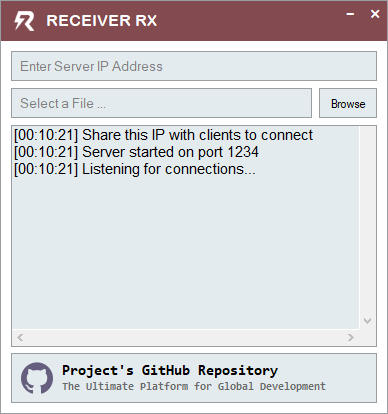 RECEIVER RX
Enter Server IP Address
Select a File ...
Browse
[00:10:21] Share this IP with clients to connect
[00:10:21] Server started on port 1234
[00:10:21] Listening for connections...
Project's GitHub Repository
The Ultimate Platform for Global Development